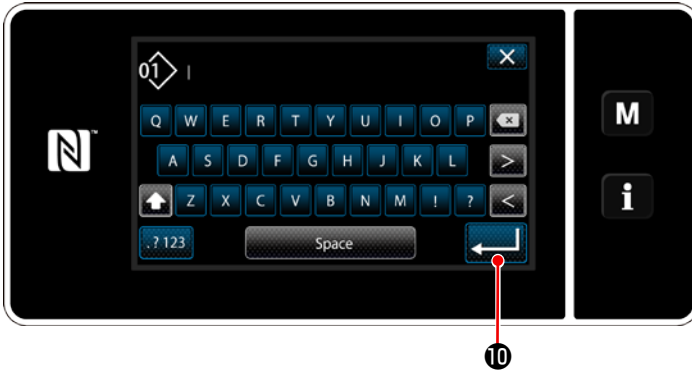 01
Q W E R T Y U I O P
A S D F G H J K L >
Z X C V B N M ! ? <
.?123 Space
M
i
❿